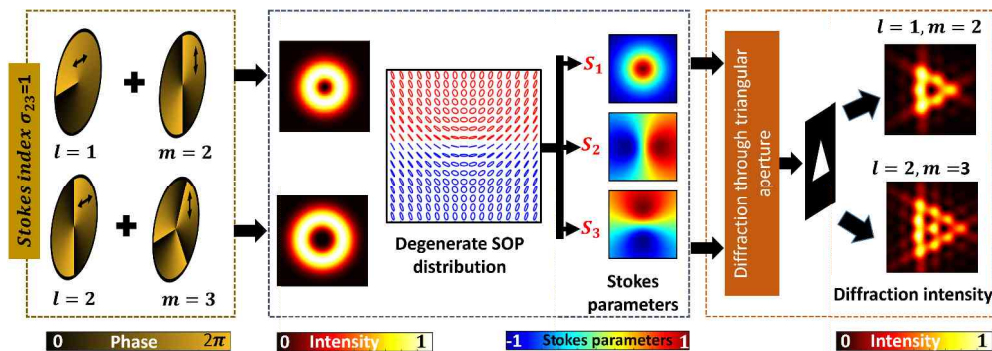 Stokes index σ23=1
l = 1
m = 2
l = 2
m = 3
0 Phase 2π
Degenerate SOP
distribution
0 Intensity 1
S1
S2
S3
Stokes
parameters
-1 Stokes parameters 1
Diffraction through triangular
aperture
l = 1, m = 2
l = 2, m = 3
Diffraction intensity
0 Intensity 1